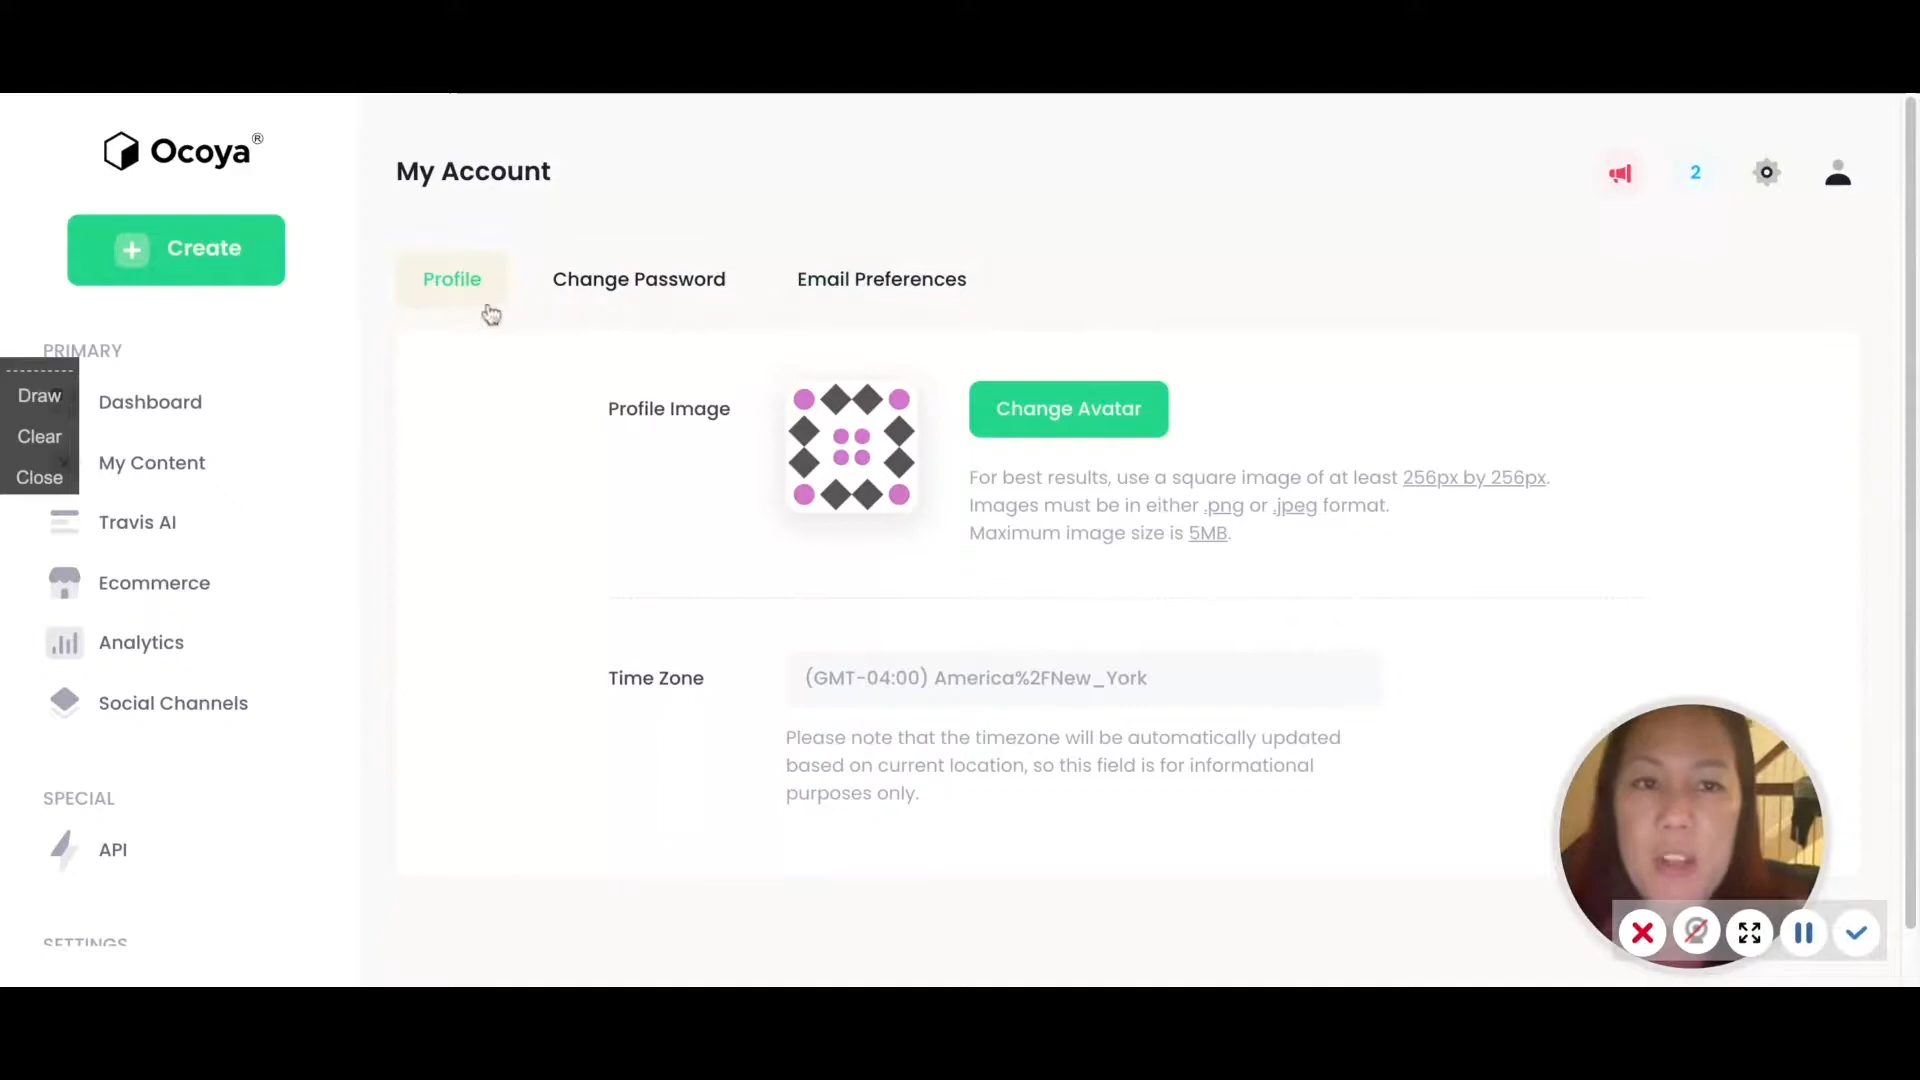 Ocoya®
Create
PRIMARY
Draw
Clear
Close
Dashboard
My Content
Travis AI
Ecommerce
Analytics
Social Channels
SPECIAL
API
SETTINGS
My Account
2
Profile
Change Password
Email Preferences
Profile Image
Change Avatar
For best results, use a square image of at least 256px by 256px.
Images must be in either .png or .jpeg format.
Maximum image size is 5MB.
Time Zone
(GMT-04:00) America%2FNew_York
Please note that the timezone will be automatically updated
based on current location, so this field is for informational
purposes only.